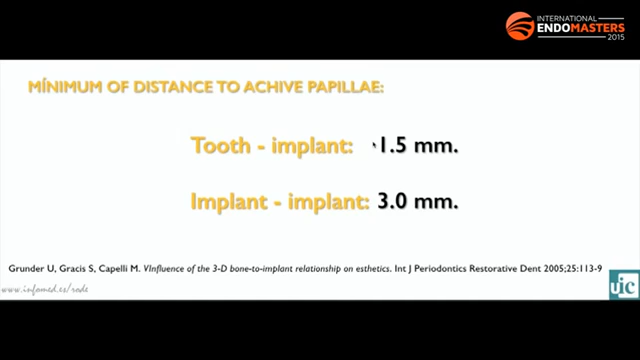 INTERNATIONAL
ENDOMASTERS
2015
MÍNIMUM OF DISTANCE TO ACHIVE PAPILLAE:
Tooth - implant: 1.5 mm.
Implant - implant: 3.0 mm.
Grunder U, Gracis S, Capelli M. VInfluence of the 3-D bone-to-implant relationship on esthetics. Int J Periodontics Restorative Dent 2005;25:113-9
www.infomed.es/rode
uic